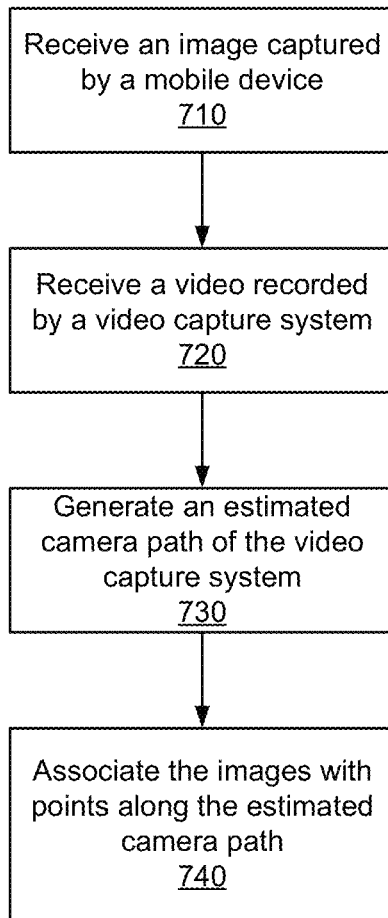 Receive an image captured
by a mobile device
710
Receive a video recorded
by a video capture system
720
Generate an estimated
camera path of the video
capture system
730
Associate the images with
points along the estimated
camera path
740